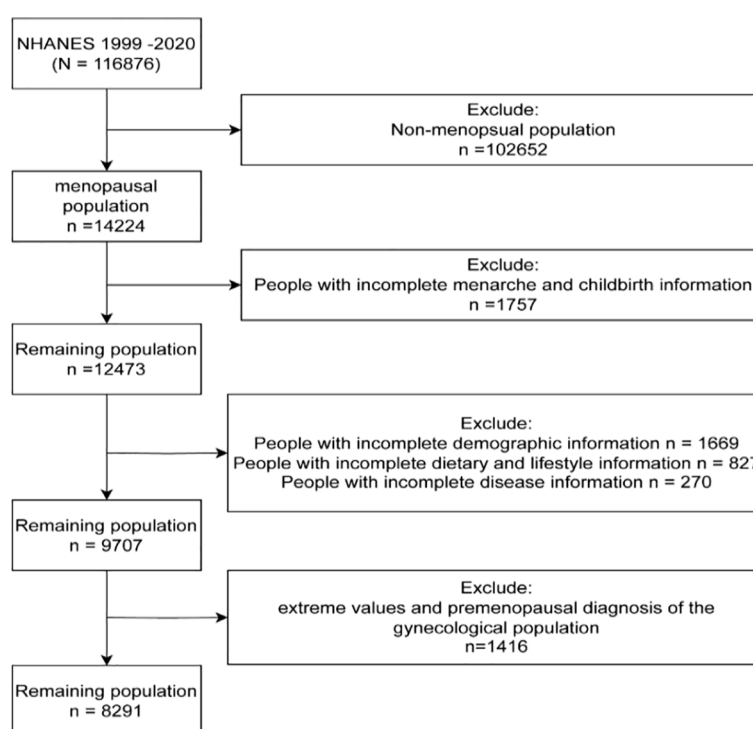 NHANES 1999 -2020
(N = 116876)
Exclude:
Non-menopsual population
n =102652
menopausal
population
n =14224
Exclude:
People with incomplete menarche and childbirth information
n =1757
Remaining population
n =12473
Exclude:
People with incomplete demographic information n = 1669
People with incomplete dietary and lifestyle information n = 827
People with incomplete disease information n = 270
Remaining population
n = 9707
Exclude:
extreme values and premenopausal diagnosis of the
gynecological population
n=1416
Remaining population
n = 8291